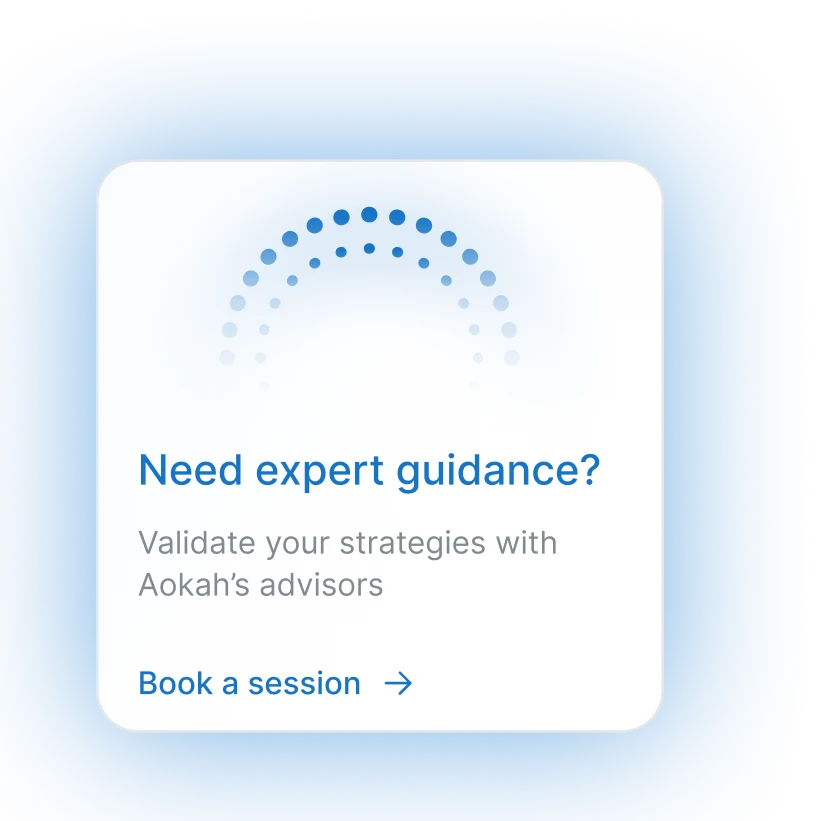 Need expert guidance?
Validate your strategies with
Aokah’s advisors
Book a session →